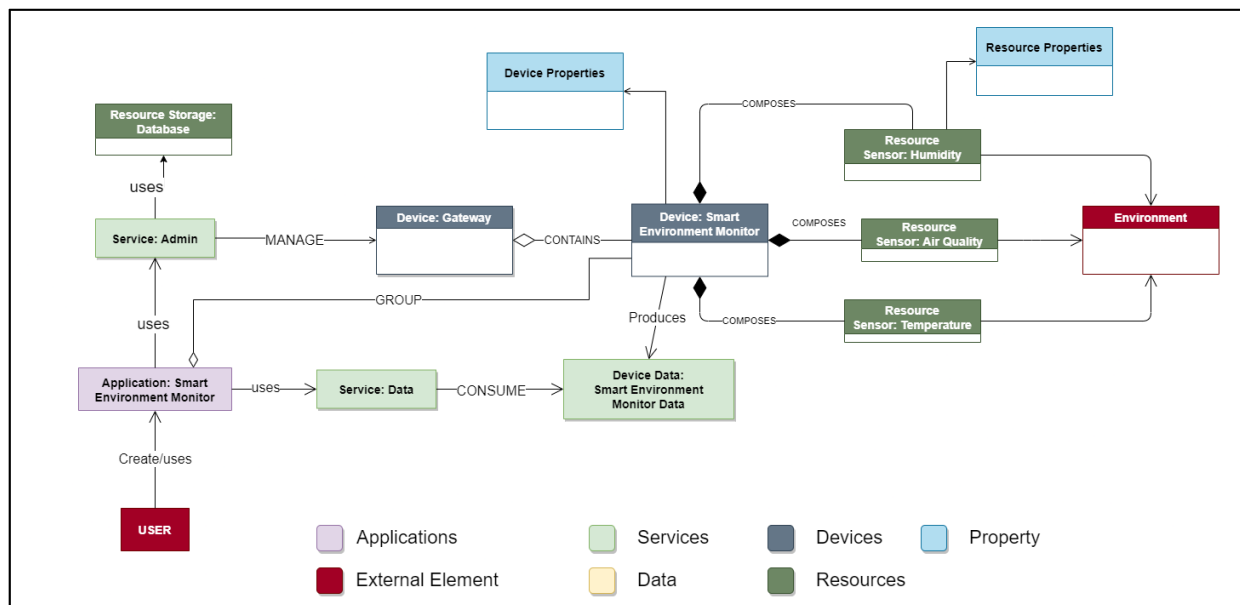 Resource Properties
Device Properties
COMPOSES
Resource Storage:
Database
Resource
Sensor: Humidity
uses
Device: Gateway
Device: Smart
Environment Monitor
Environment
Service: Admin
MANAGE
CONTAINS
COMPOSES
Resource
Sensor: Air Quality
GROUP
Produces
COMPOSES
Resource
Sensor: Temperature
uses
Application: Smart
Environment Monitor
uses
Service: Data
CONSUME
Device Data:
Smart Environment
Monitor Data
Create/uses
USER
Applications
Services
Devices
Property
External Element
Data
Resources